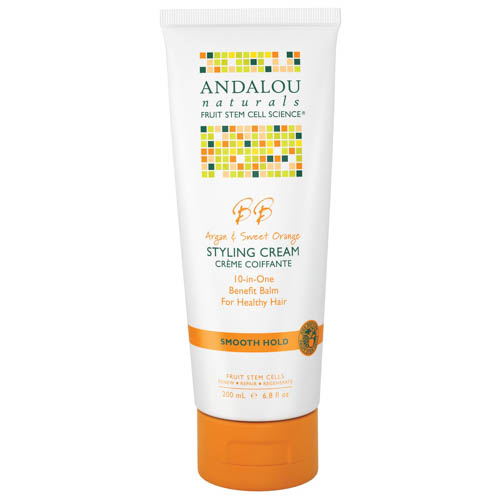 ANDALOU
naturals
FRUIT STEM CELL SCIENCE®
BB
Argan & Sweet Orange
STYLING CREAM
CRÈME COIFFANTE
10-in-One
Benefit Balm
For Healthy Hair
SMOOTH HOLD
FRUIT STEM CELLS
RENEW • REPAIR • REGENERATE
200 mL ℮ 6.8 fl oz